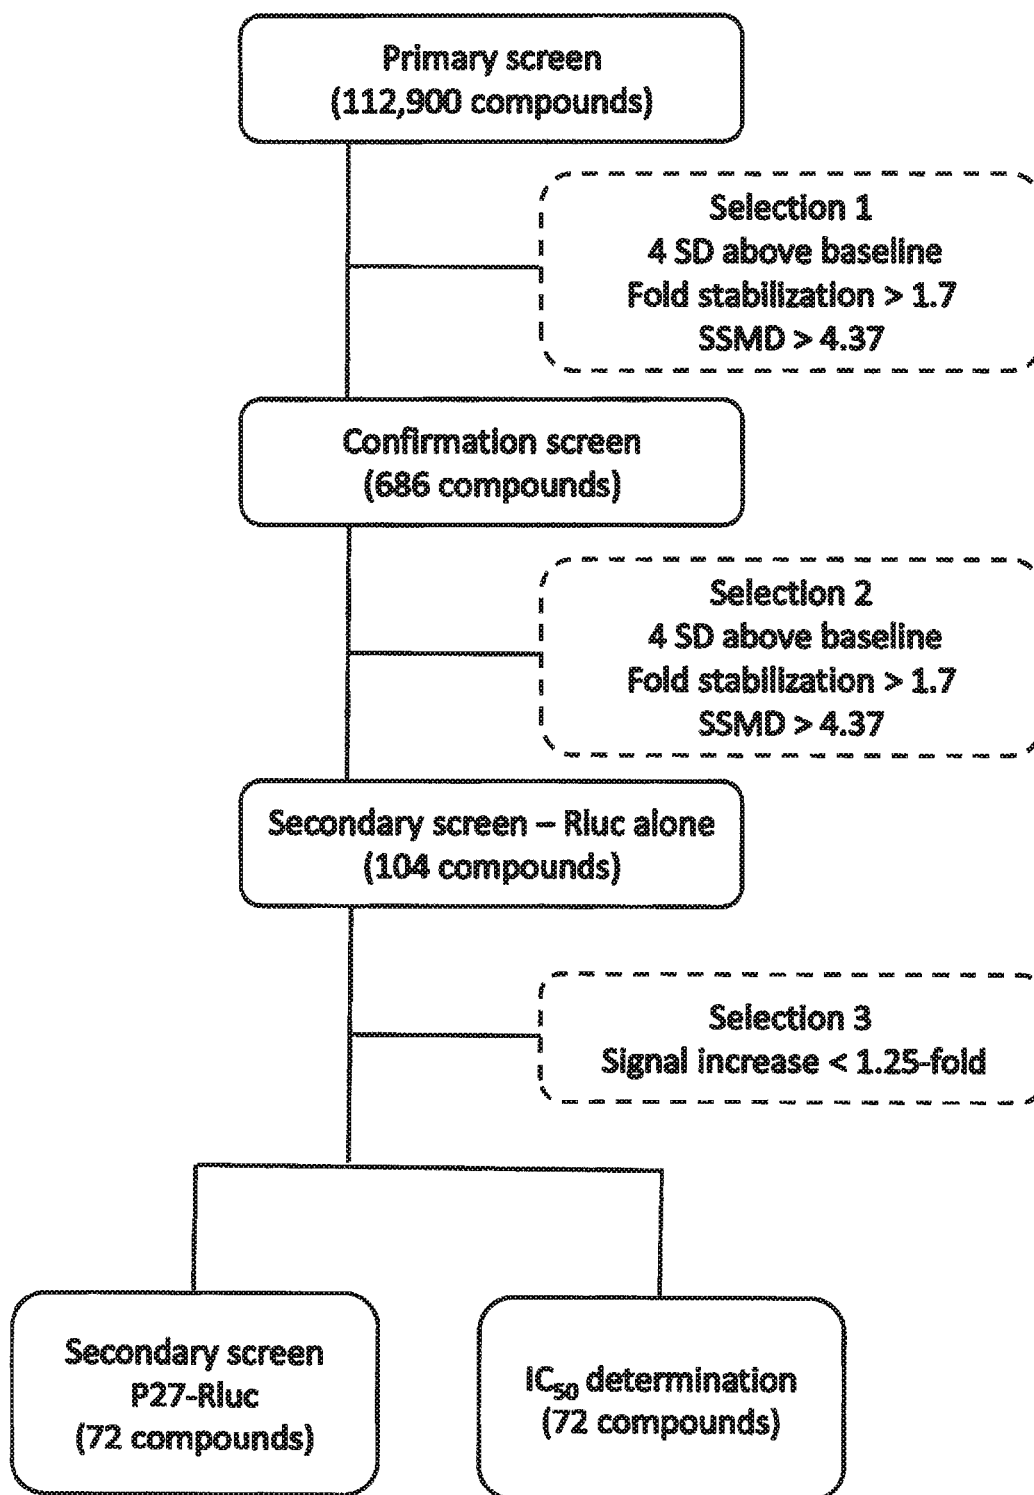 Primary screen
(112,900 compounds)
Selection 1
4 SD above baseline
Fold stabilization > 1.7
SSMD > 4.37
Confirmation screen
(686 compounds)
Selection 2
4 SD above baseline
Fold stabilization > 1.7
SSMD > 4.37
Secondary screen – Rluc alone
(104 compounds)
Selection 3
Signal increase < 1.25-fold
Secondary screen
P27-Rluc
(72 compounds)
IC₅₀ determination
(72 compounds)